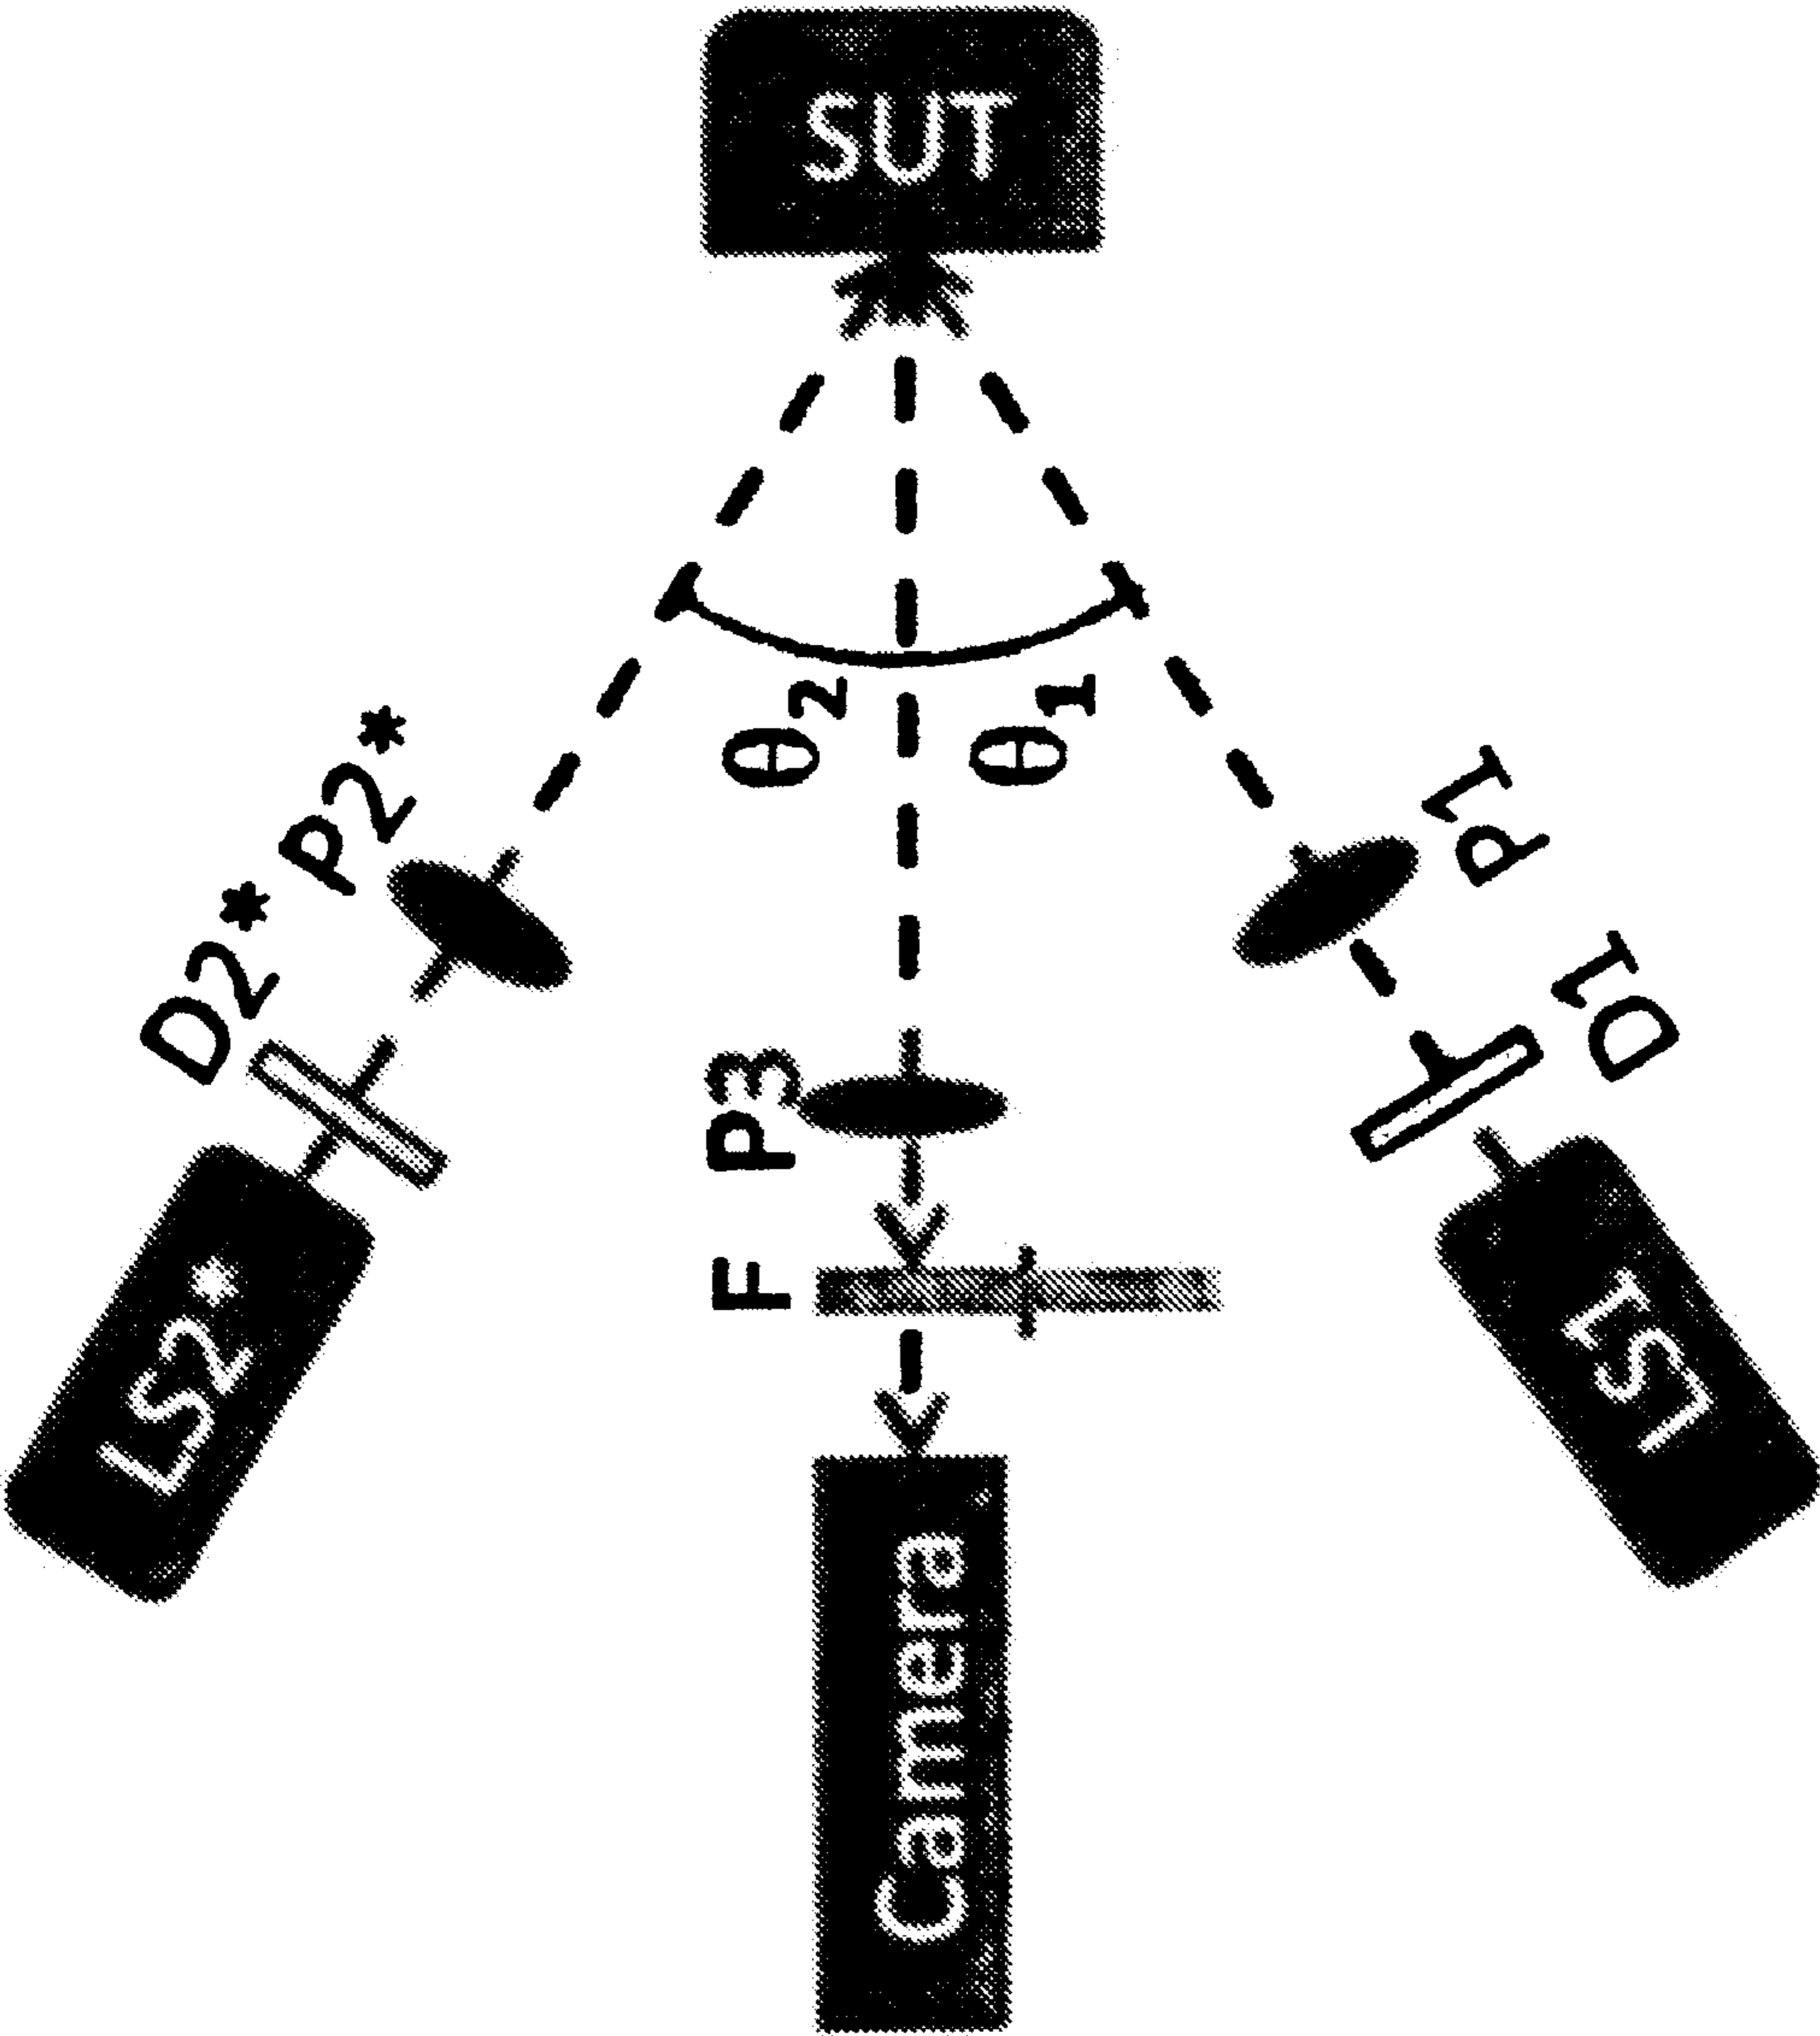 SUT
θ2
θ1
P2*
P1
D2*
D1
P3
F
LS2*
LS1
Camera